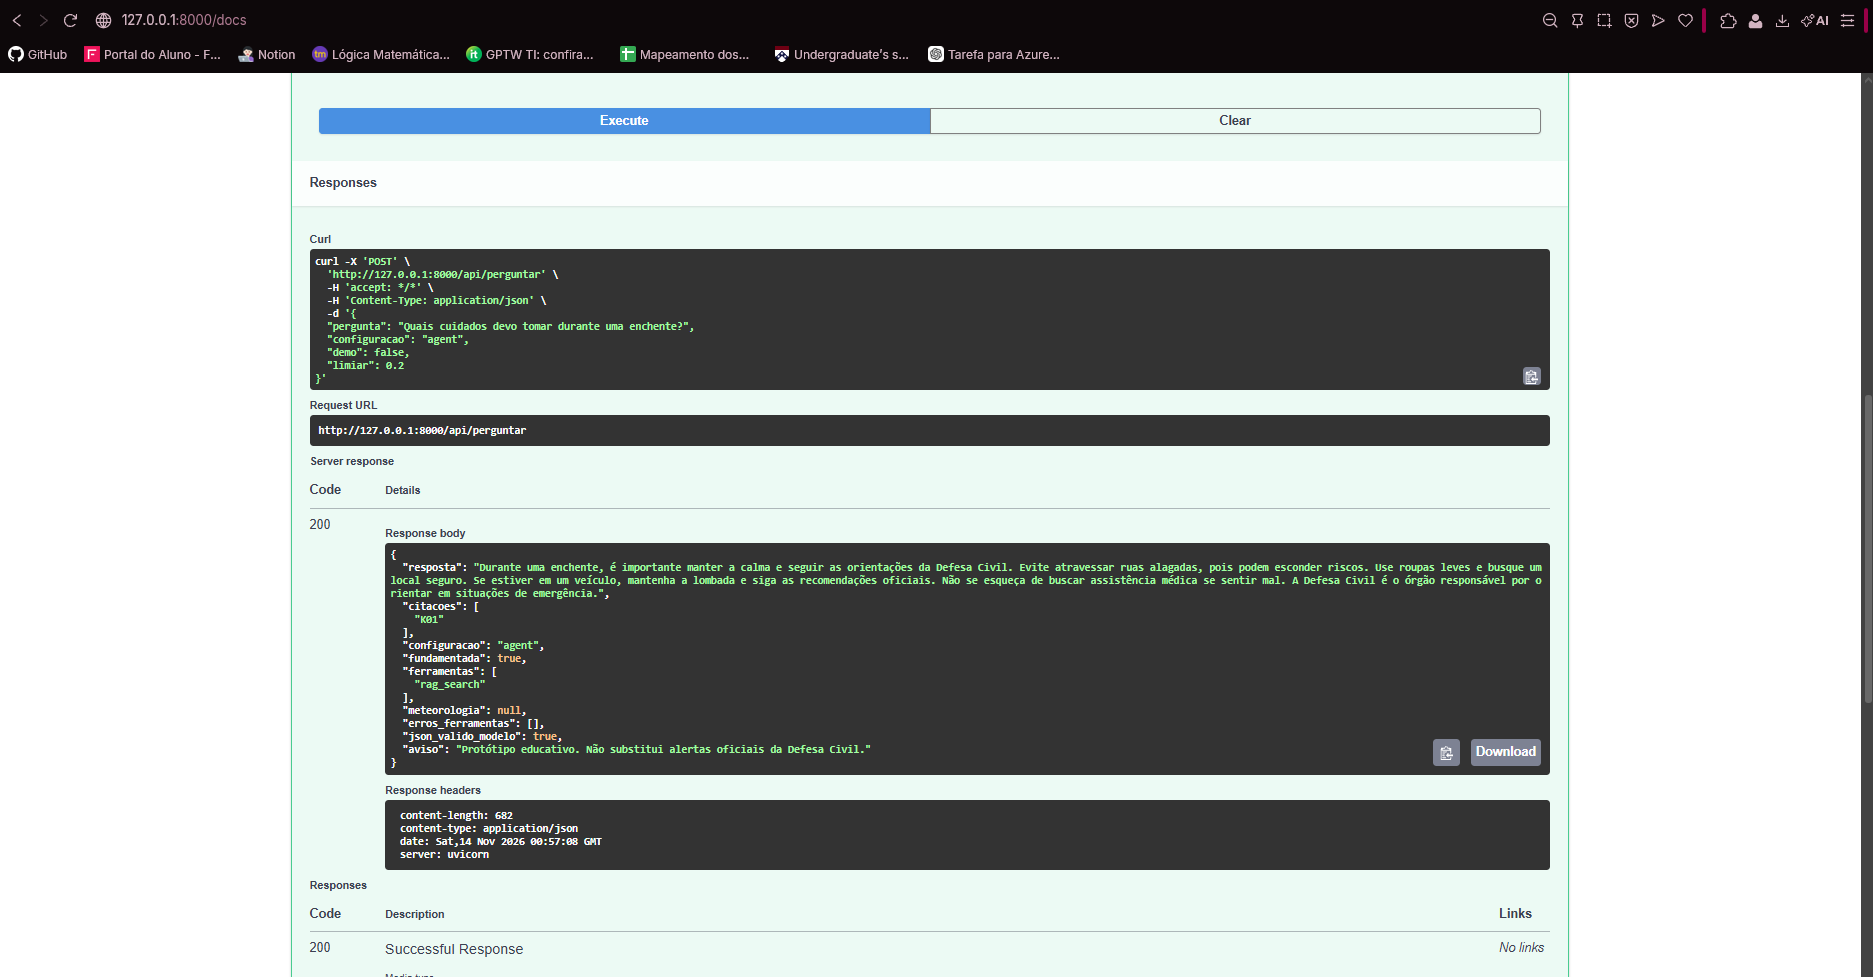 127.0.0.1:8000/docs
AI
GitHub
Portal do Aluno - F...
Notion
tm Lógica Matemática...
it GPTW TI: confira...
Mapeamento dos...
Undergraduate's s...
Tarefa para Azure...
Execute
Clear
Responses
Curl
curl -X 'POST' \
'http://127.0.0.1:8000/api/perguntar' \
-H 'accept: */*' \
-H 'Content-Type: application/json' \
-d '{
"pergunta": "Quais cuidados devo tomar durante uma enchente?",
"configuracao": "agent",
"demo": false,
"limiar": 0.2
}'
Request URL
http://127.0.0.1:8000/api/perguntar
Server response
Code Details
200
Response body
{
"resposta": "Durante uma enchente, é importante manter a calma e seguir as orientações da Defesa Civil. Evite atravessar ruas alagadas, pois podem esconder riscos. Use roupas leves e busque um
local seguro. Se estiver em um veículo, mantenha a lombada e siga as recomendações oficiais. Não se esqueça de buscar assistência médica se sentir mal. A Defesa Civil é o órgão responsável por o
rientar em situações de emergência.",
"citacoes": [
"K01"
],
"configuracao": "agent",
"fundamentada": true,
"ferramentas": [
"rag_search"
],
"meteorologia": null,
"erros_ferramentas": [],
"json_valido_modelo": true,
"aviso": "Protótipo educativo. Não substitui alertas oficiais da Defesa Civil."
}
Download
Response headers
content-length: 682
content-type: application/json
date: Sat,14 Nov 2026 00:57:08 GMT
server: uvicorn
Responses
Code Description Links
200 Successful Response No links
Media type